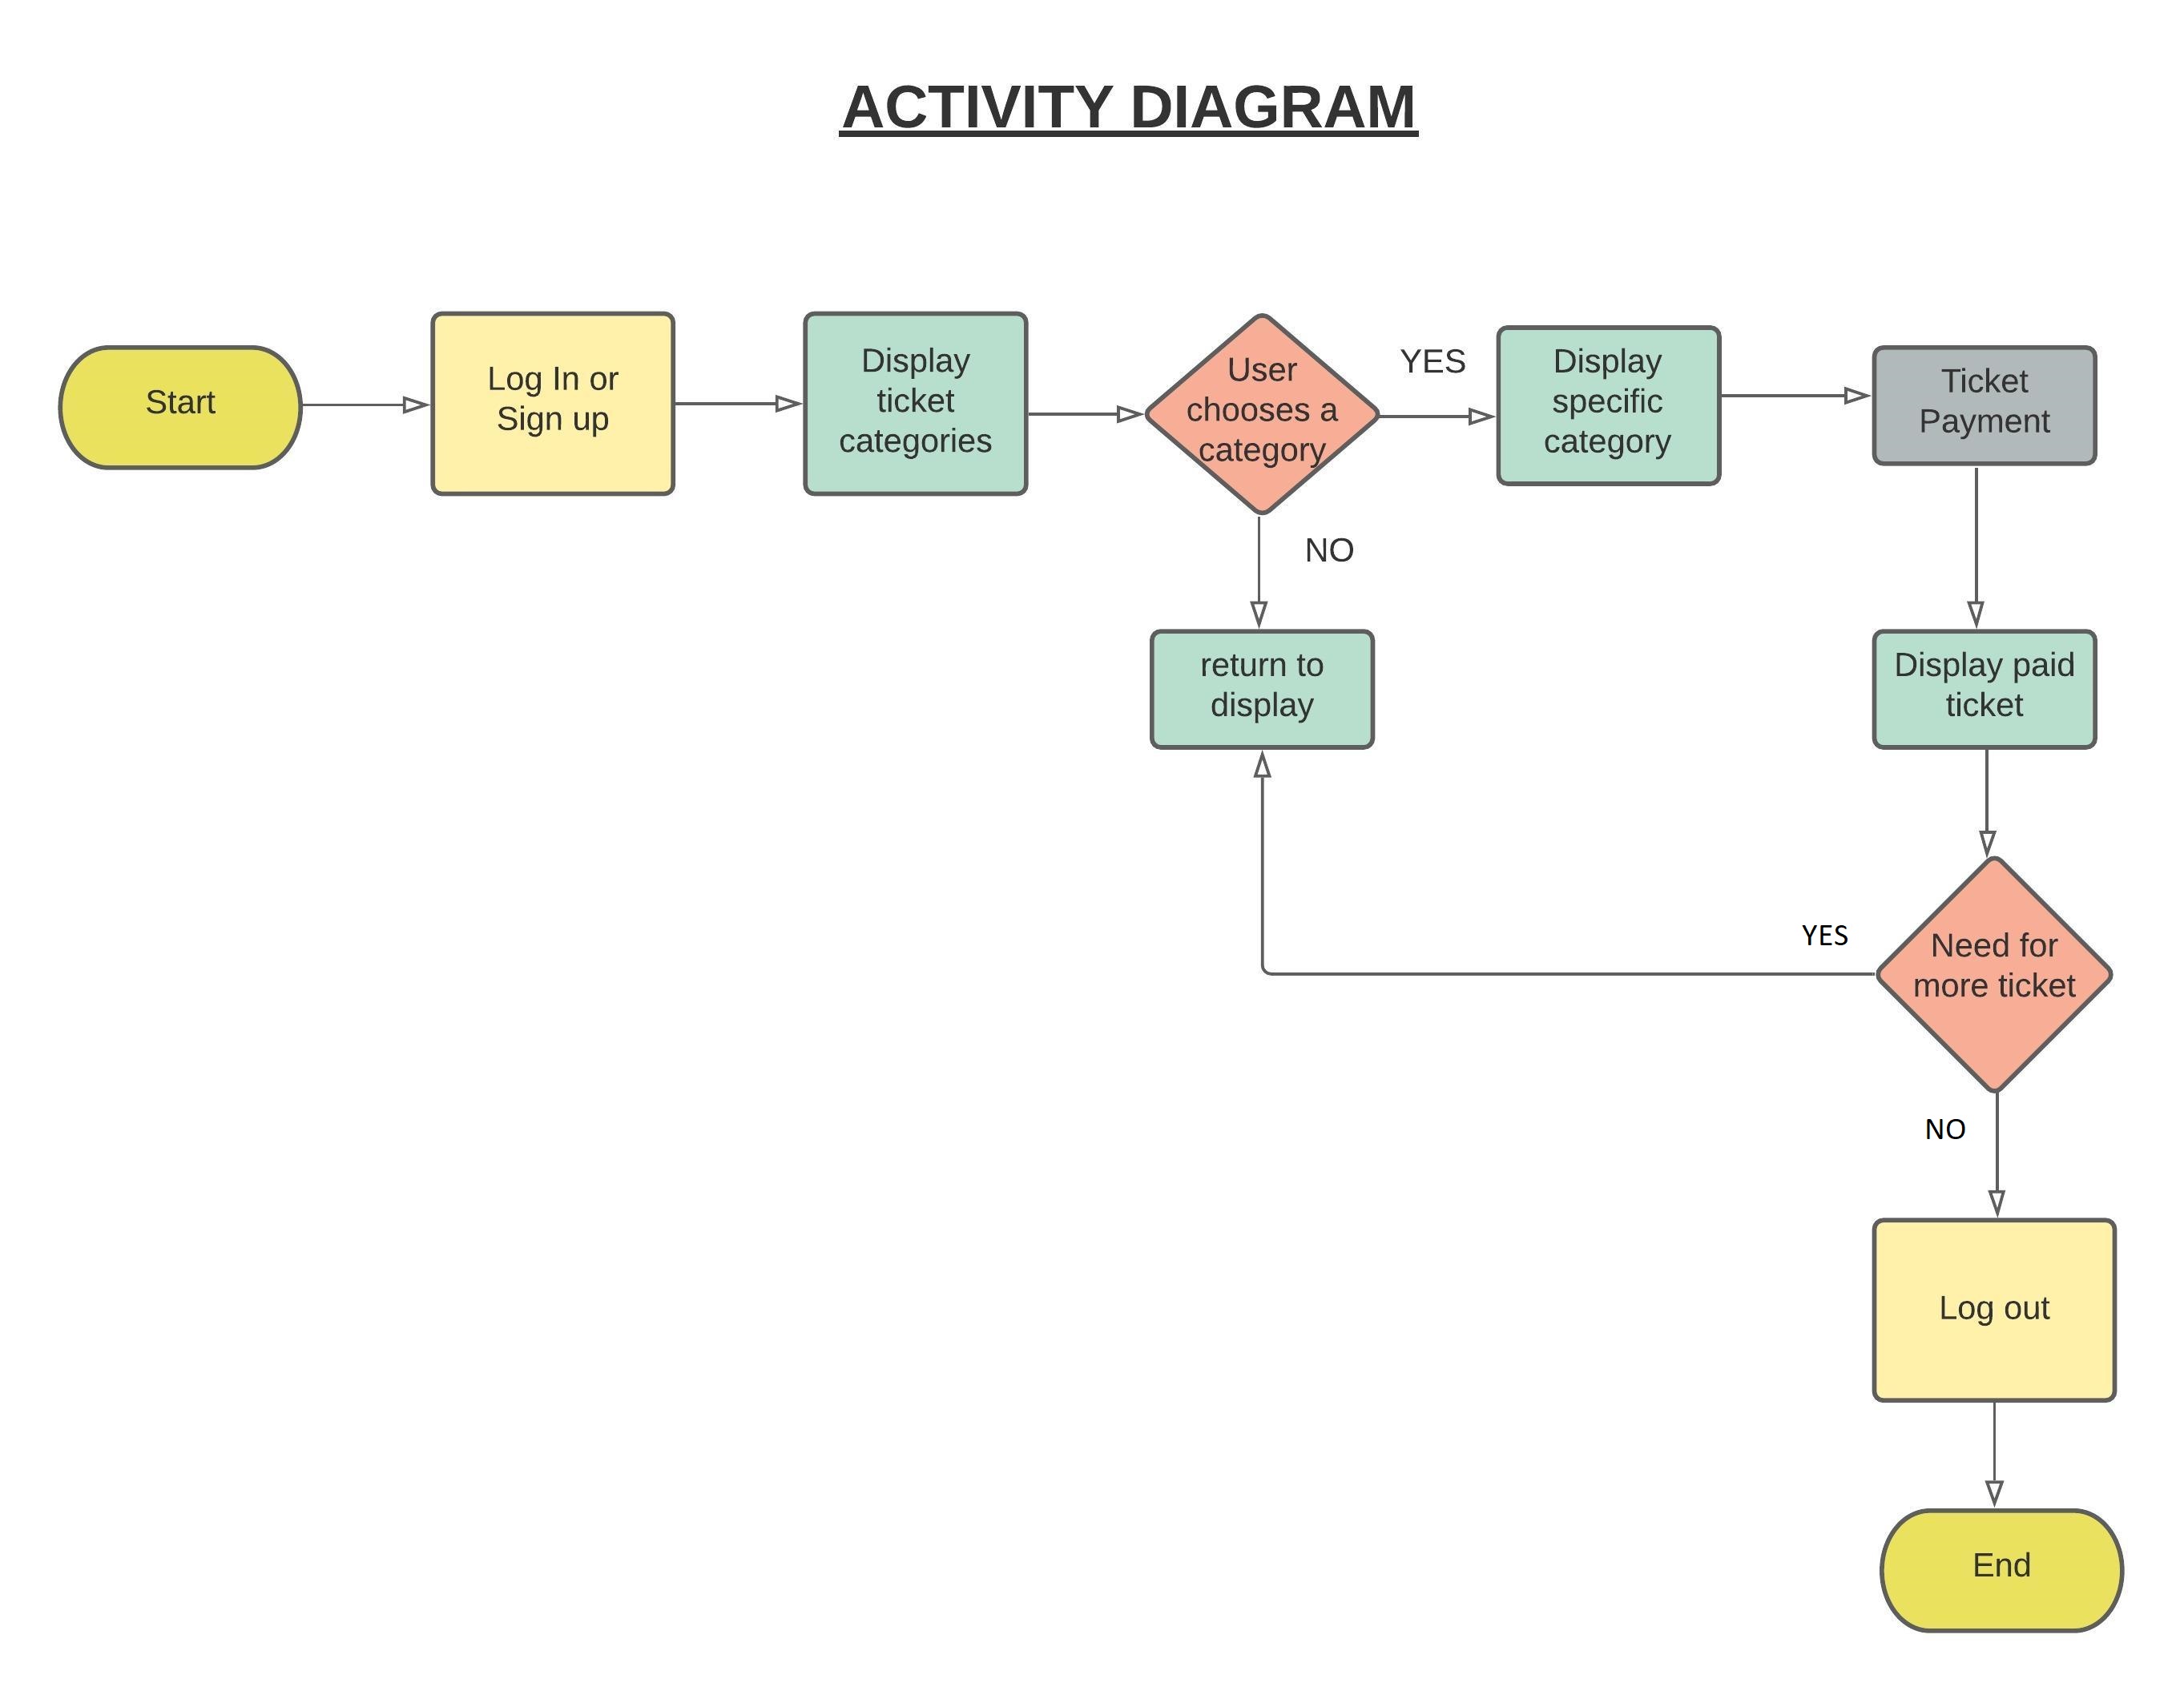 ACTIVITY DIAGRAM
Start
Log In or
Sign up
Display
ticket
categories
User
chooses a
category
YES
Display
specific
category
Ticket
Payment
NO
return to
display
Display paid
ticket
YES
Need for
more ticket
NO
Log out
End